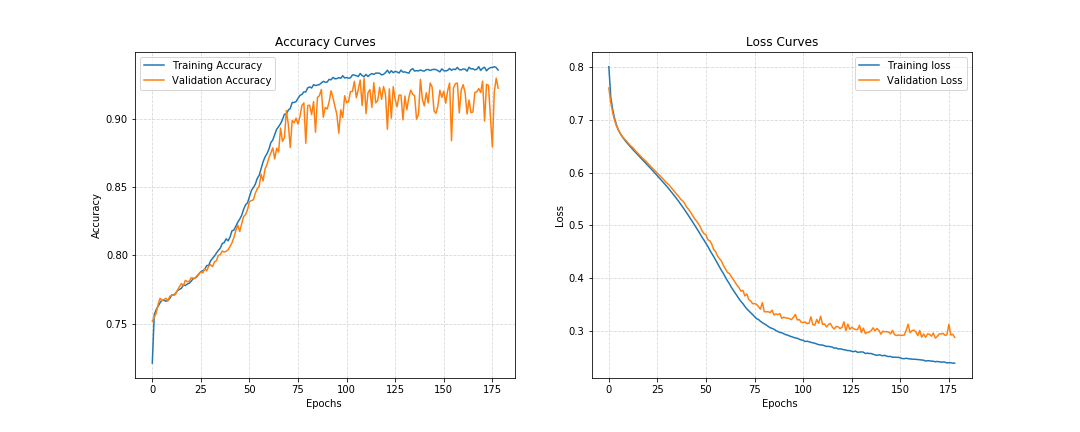 Accuracy Curves
Training Accuracy
Validation Accuracy
Accuracy
0.90
0.85
0.80
0.75
0 25 50 75 100 125 150 175
Epochs
Loss Curves
Training loss
Validation Loss
Loss
0.8
0.7
0.6
0.5
0.4
0.3
0 25 50 75 100 125 150 175
Epochs